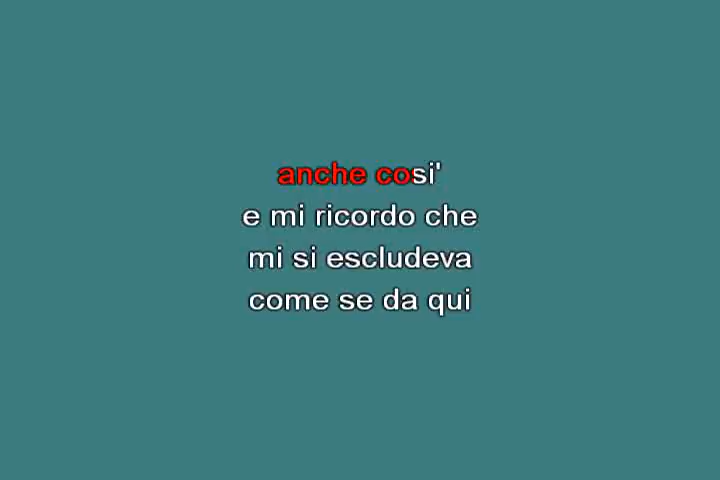 anche cosi'
e mi ricordo che
mi si escludeva
come se da qui